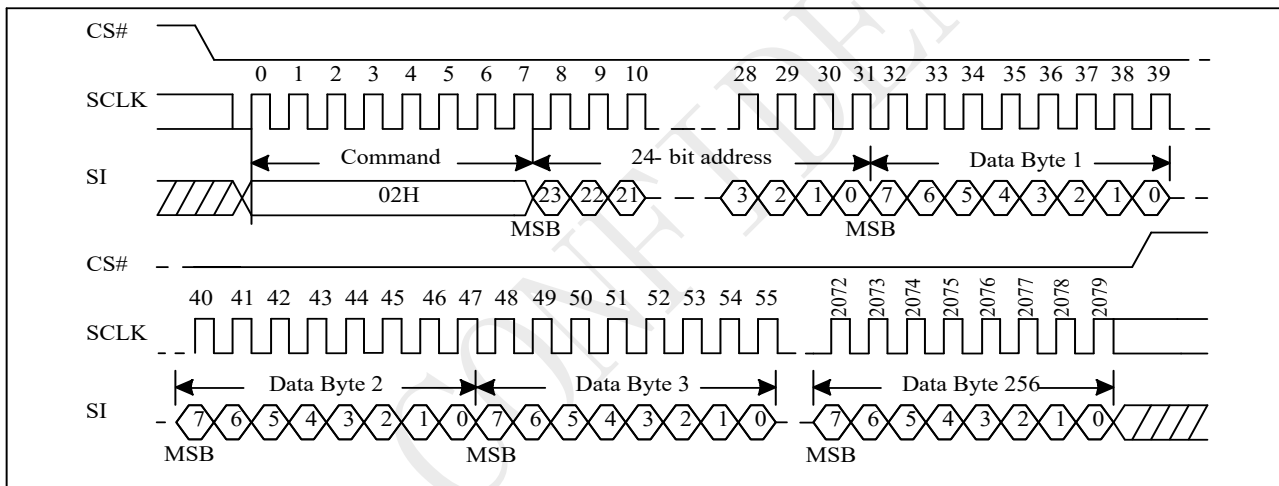 CS#
0 1 2 3 4 5 6 7 8 9 10 28 29 30 31 32 33 34 35 36 37 38 39
SCLK
Command 24- bit address Data Byte 1
SI
02H 23 22 21 3 2 1 0 7 6 5 4 3 2 1 0
MSB MSB
CS#
40 41 42 43 44 45 46 47 48 49 50 51 52 53 54 55 2072 2073 2074 2075 2076 2077 2078 2079
SCLK
Data Byte 2 Data Byte 3 Data Byte 256
SI
7 6 5 4 3 2 1 0 7 6 5 4 3 2 1 0 7 6 5 4 3 2 1 0
MSB MSB MSB